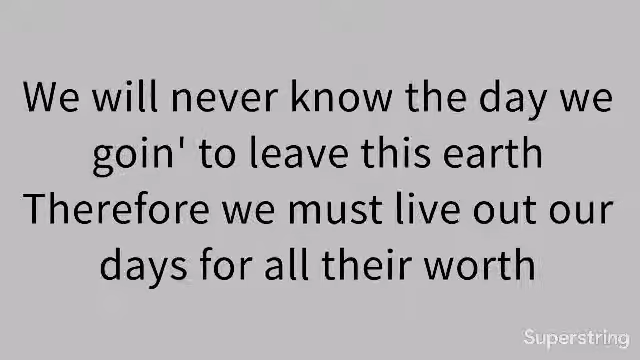 We will never know the day we
goin' to leave this earth
Therefore we must live out our
days for all their worth
Superstring